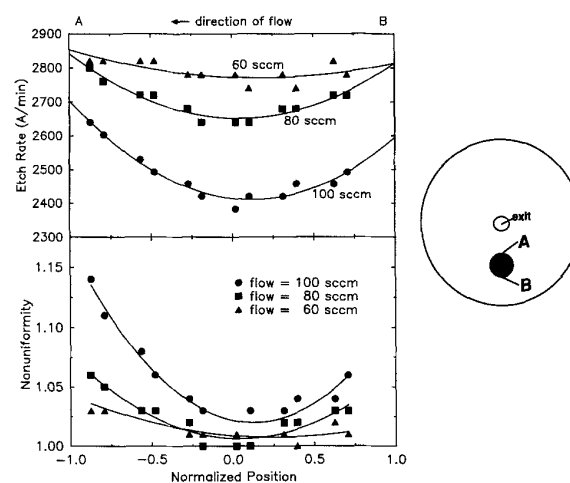 A ← direction of flow B
2900
2800
2700
2600
2500
2400
2300
Etch Rate (A/min)
60 sccm
80 sccm
100 sccm
1.15
1.10
1.05
1.00
Nonuniformity
● flow = 100 sccm
■ flow = 80 sccm
▲ flow = 60 sccm
-1.0 -0.5 0.0 0.5 1.0
Normalized Position
exit
A
B